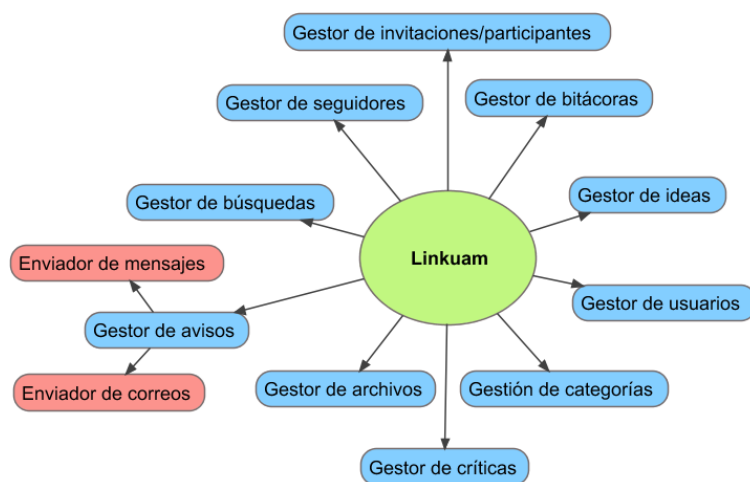 Gestor de invitaciones/participantes
Gestor de seguidores
Gestor de bitácoras
Gestor de búsquedas
Gestor de ideas
Enviador de mensajes
Linkuam
Gestor de usuarios
Gestor de avisos
Enviador de correos
Gestor de archivos
Gestión de categorías
Gestor de críticas